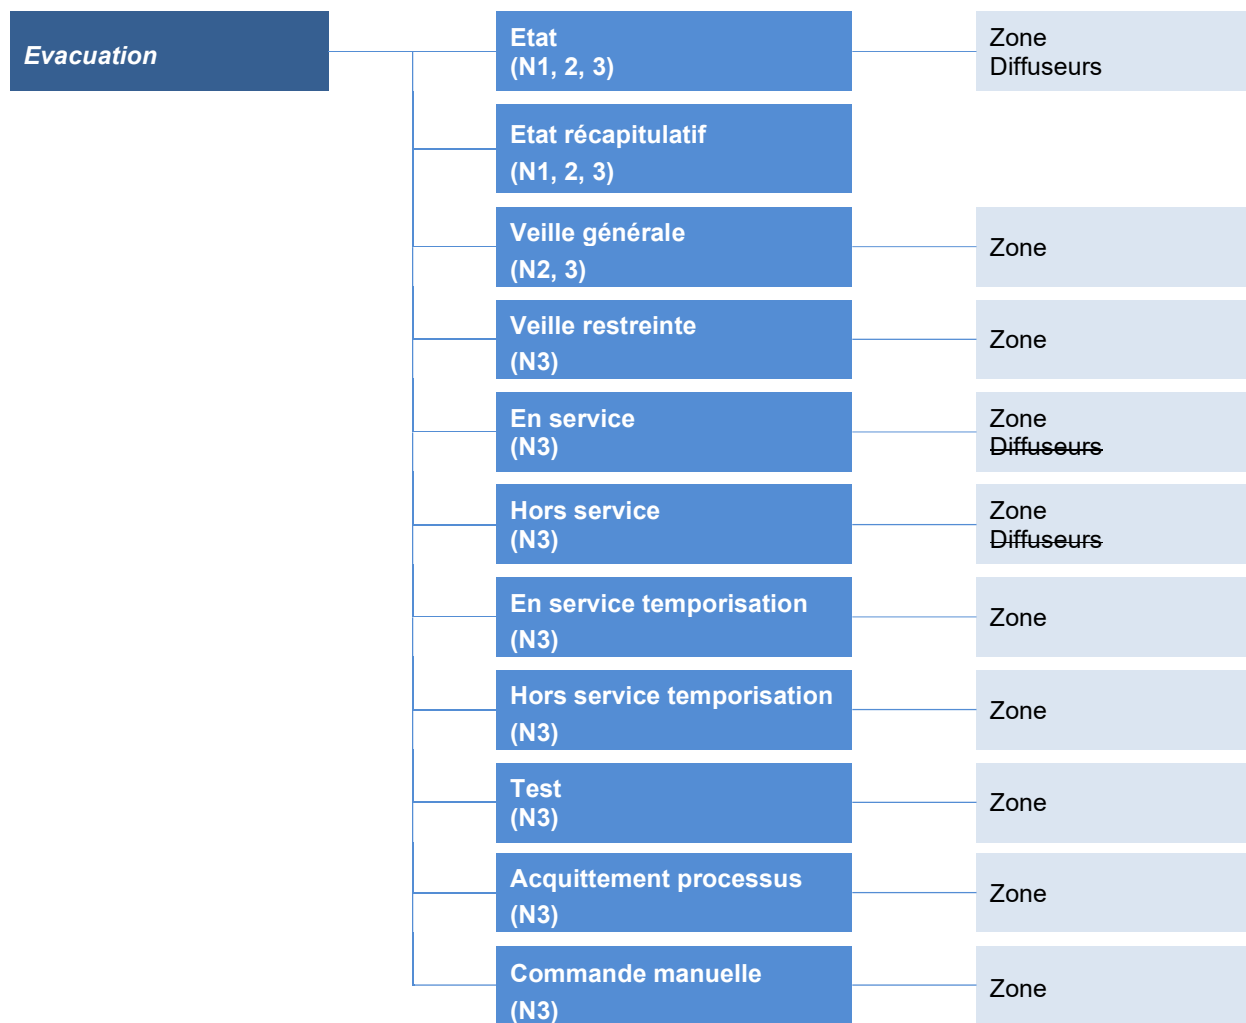 Evacuation
Etat
(N1, 2, 3)
Zone
Diffuseurs
Etat récapitulatif
(N1, 2, 3)
Veille générale
(N2, 3)
Zone
Veille restreinte
(N3)
Zone
En service
(N3)
Zone
Diffuseurs
Hors service
(N3)
Zone
Diffuseurs
En service temporisation
(N3)
Zone
Hors service temporisation
(N3)
Zone
Test
(N3)
Zone
Acquittement processus
(N3)
Zone
Commande manuelle
(N3)
Zone